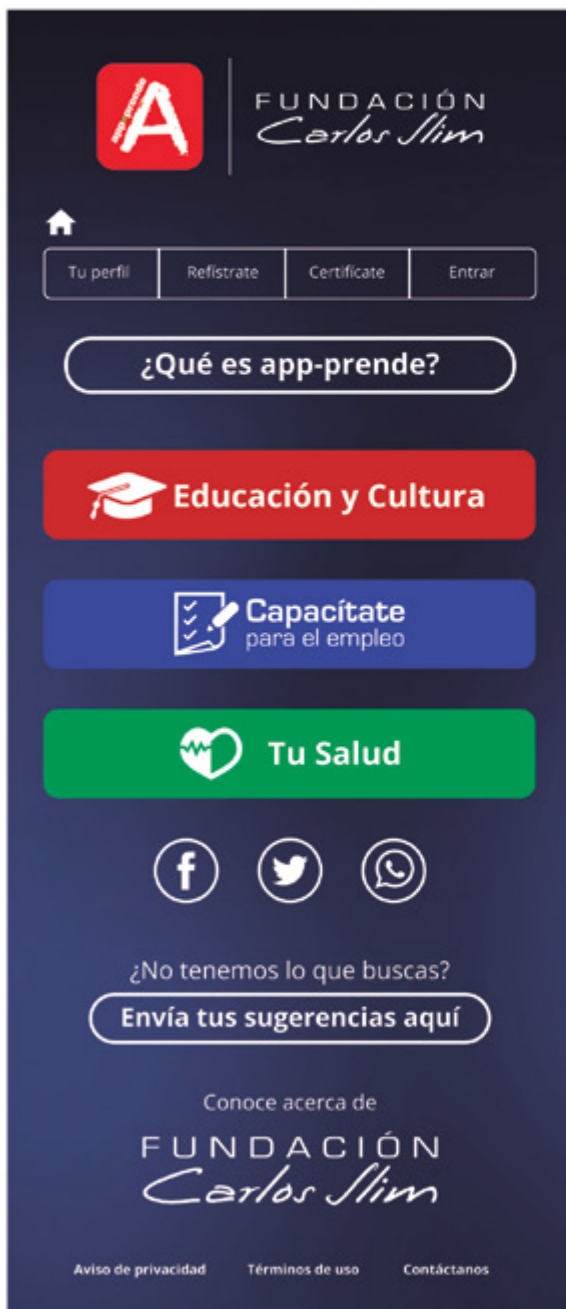 app-prende
FUNDACIÓN
Carlos Slim
Tu perfil Refístrate Certifícate Entrar
¿Qué es app-prende?
Educación y Cultura
Capacítate
para el empleo
Tu Salud
¿No tenemos lo que buscas?
Envía tus sugerencias aquí
Conoce acerca de
FUNDACIÓN
Carlos Slim
Aviso de privacidad Términos de uso Contáctanos